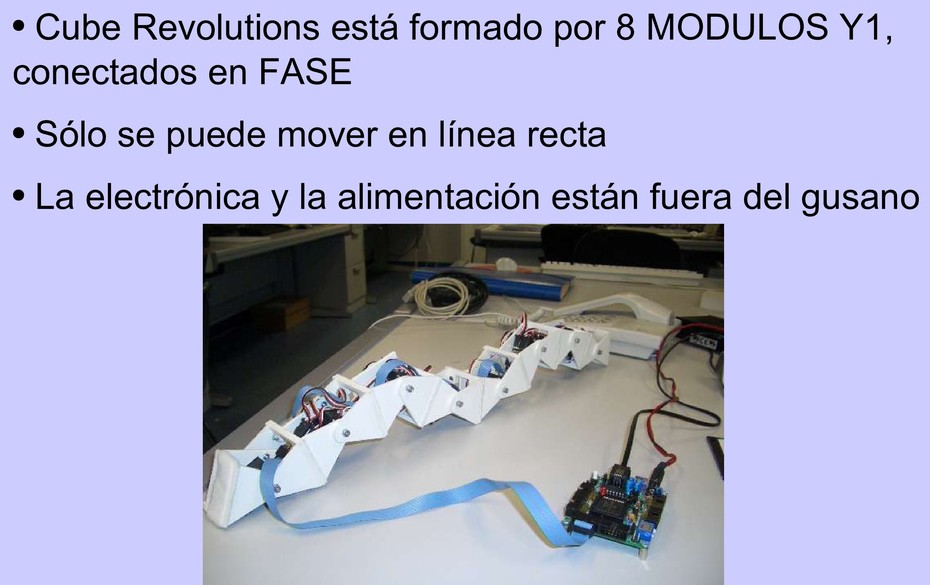 • Cube Revolutions está formado por 8 MODULOS Y1,
conectados en FASE
• Sólo se puede mover en línea recta
• La electrónica y la alimentación están fuera del gusano